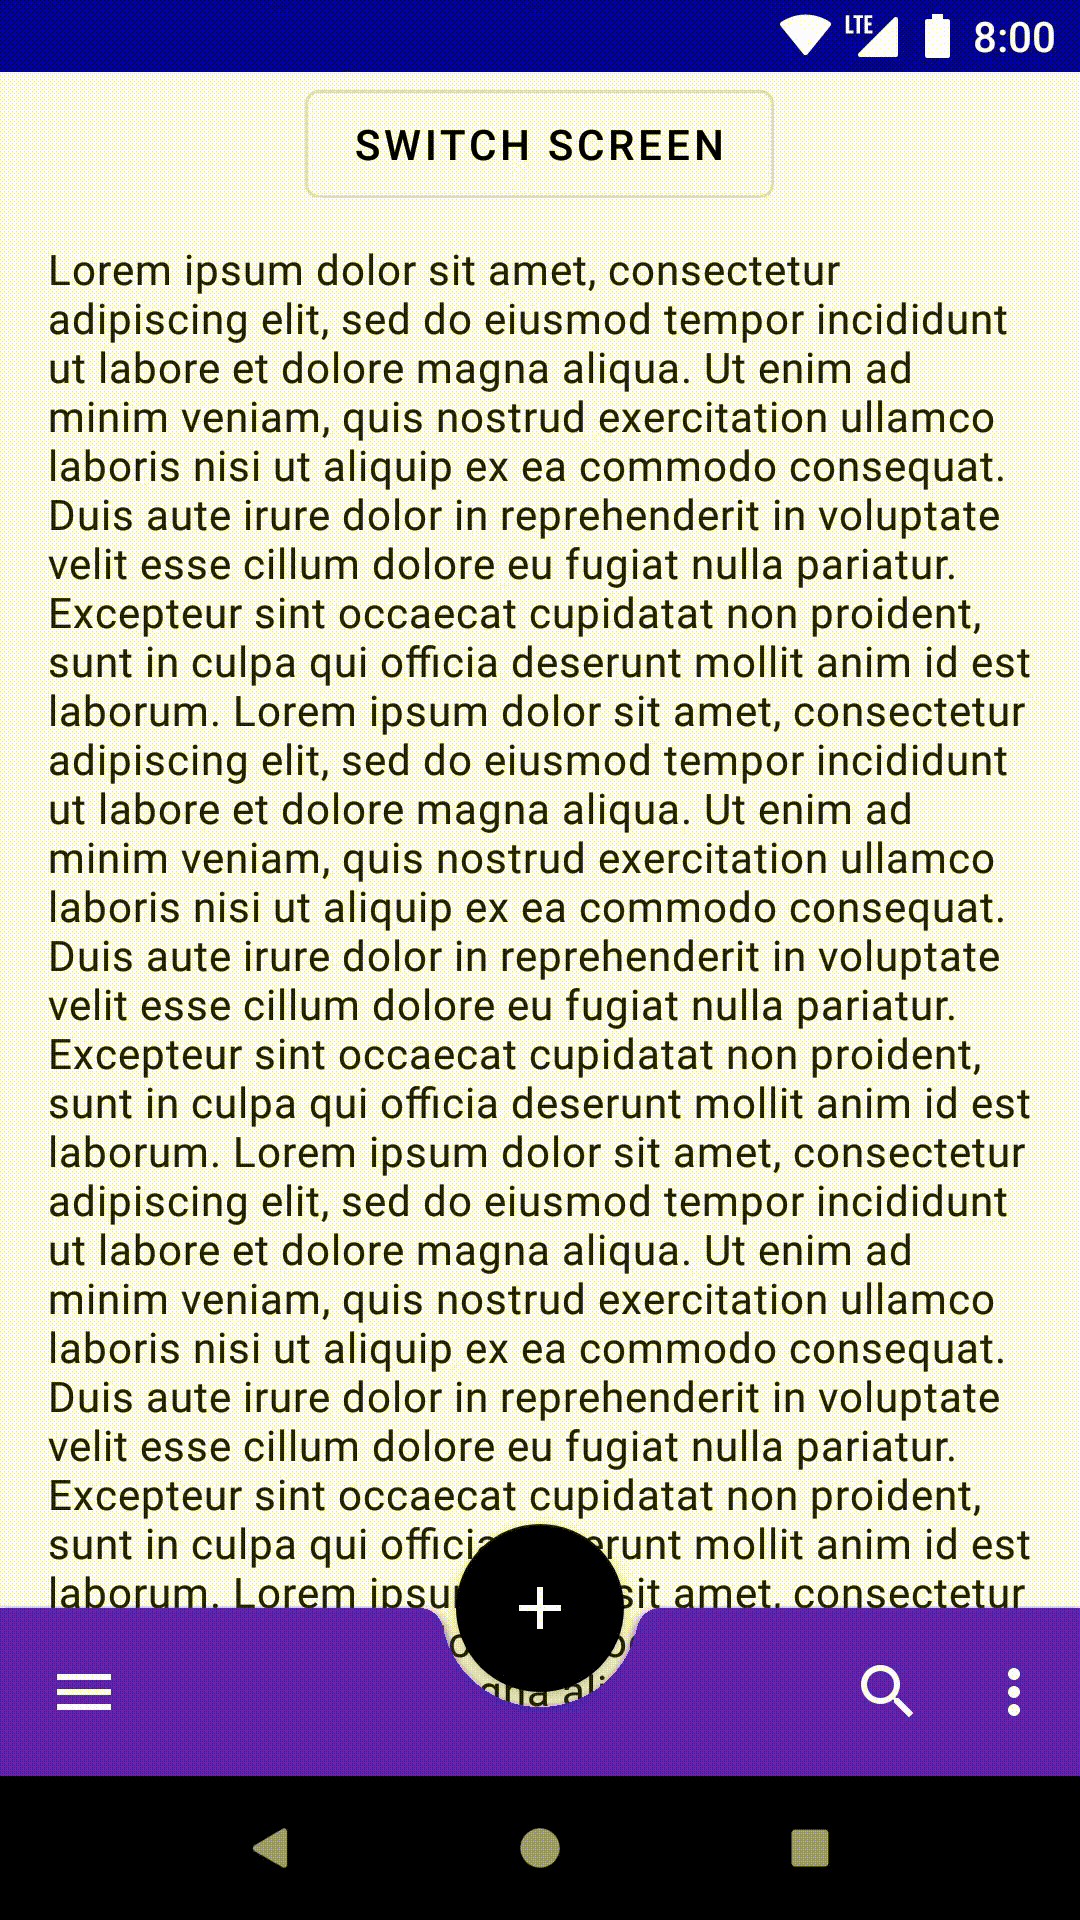 LTE 8:00
SWITCH SCREEN
Lorem ipsum dolor sit amet, consectetur
adipiscing elit, sed do eiusmod tempor incididunt
ut labore et dolore magna aliqua. Ut enim ad
minim veniam, quis nostrud exercitation ullamco
laboris nisi ut aliquip ex ea commodo consequat.
Duis aute irure dolor in reprehenderit in voluptate
velit esse cillum dolore eu fugiat nulla pariatur.
Excepteur sint occaecat cupidatat non proident,
sunt in culpa qui officia deserunt mollit anim id est
laborum. Lorem ipsum dolor sit amet, consectetur
adipiscing elit, sed do eiusmod tempor incididunt
ut labore et dolore magna aliqua. Ut enim ad
minim veniam, quis nostrud exercitation ullamco
laboris nisi ut aliquip ex ea commodo consequat.
Duis aute irure dolor in reprehenderit in voluptate
velit esse cillum dolore eu fugiat nulla pariatur.
Excepteur sint occaecat cupidatat non proident,
sunt in culpa qui officia deserunt mollit anim id est
laborum. Lorem ipsum dolor sit amet, consectetur
adipiscing elit, sed do eiusmod tempor incididunt
ut labore et dolore magna aliqua. Ut enim ad
minim veniam, quis nostrud exercitation ullamco
laboris nisi ut aliquip ex ea commodo consequat.
Duis aute irure dolor in reprehenderit in voluptate
velit esse cillum dolore eu fugiat nulla pariatur.
Excepteur sint occaecat cupidatat non proident,
sunt in culpa qui officia mollit anim id est
laborum. Lorem sit amet, consectetur